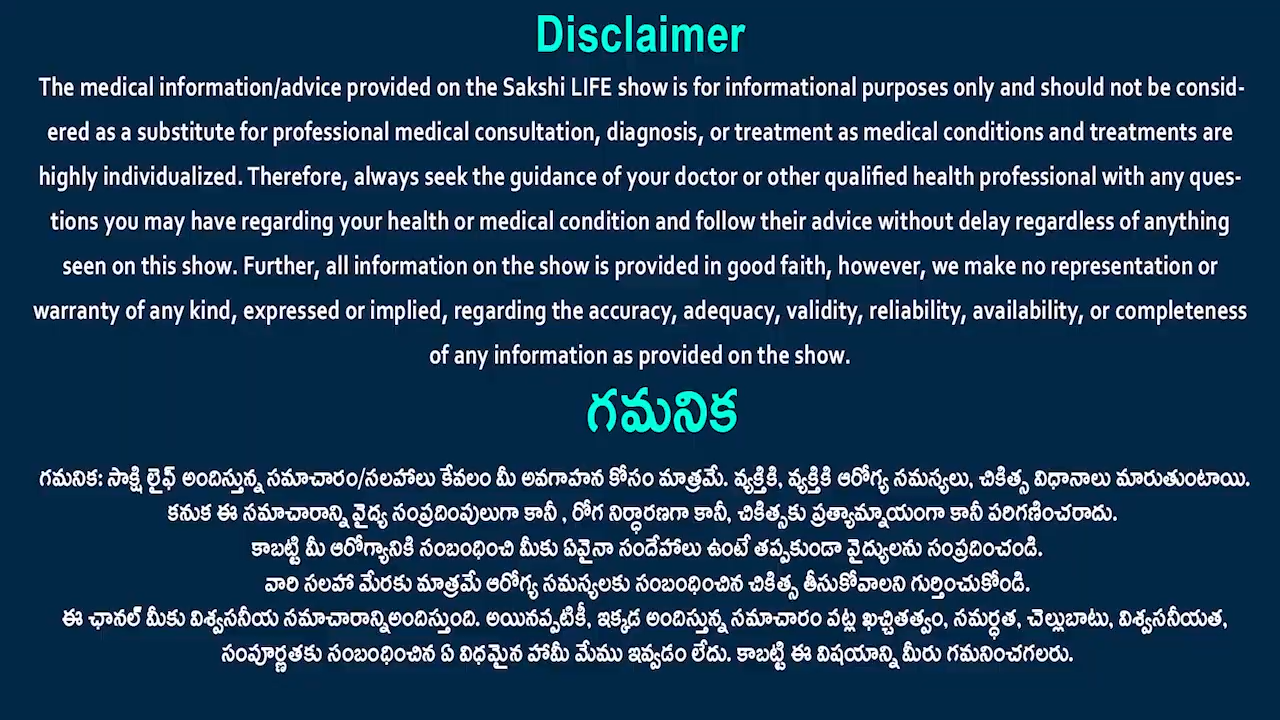 Disclaimer
The medical information/advice provided on the Sakshi LIFE show is for informational purposes only and should not be consid-
ered as a substitute for professional medical consultation, diagnosis, or treatment as medical conditions and treatments are
highly individualized. Therefore, always seek the guidance of your doctor or other qualified health professional with any ques-
tions you may have regarding your health or medical condition and follow their advice without delay regardless of anything
seen on this show. Further, all information on the show is provided in good faith, however, we make no representation or
warranty of any kind, expressed or implied, regarding the accuracy, adequacy, validity, reliability, availability, or completeness
of any information as provided on the show.
గమనిక
గమనిక: సాక్షి లైఫ్ అందిస్తున్న సమాచారం/సలహాలు కేవలం మీ అవగాహన కోసం మాత్రమే. వ్యక్తికి, వ్యక్తికి ఆరోగ్య సమస్యలు, చికిత్స విధానాలు మారుతుంటాయి.
కనుక ఈ సమాచారాన్ని వైద్య సంప్రదింపులుగా కానీ , రోగ నిర్ధారణగా కానీ, చికిత్సకు ప్రత్యామ్నాయంగా కానీ పరిగణించరాదు.
కాబట్టి మీ ఆరోగ్యానికి సంబంధించి మీకు ఏవైనా సందేహాలు ఉంటే తప్పకుండా వైద్యులను సంప్రదించండి.
వారి సలహా మేరకు మాత్రమే ఆరోగ్య సమస్యలకు సంబంధించిన చికిత్స తీసుకోవాలని గుర్తించుకోండి.
ఈ ఛానల్ మీకు విశ్వసనీయ సమాచారాన్నిఅందిస్తుంది. అయినప్పటికీ, ఇక్కడ అందిస్తున్న సమాచారం పట్ల ఖచ్చితత్వం, సమర్ధత, చెల్లుబాటు, విశ్వసనీయత,
సంపూర్ణతకు సంబంధించిన ఏ విధమైన హామీ మేము ఇవ్వడం లేదు. కాబట్టి ఈ విషయాన్ని మీరు గమనించగలరు.